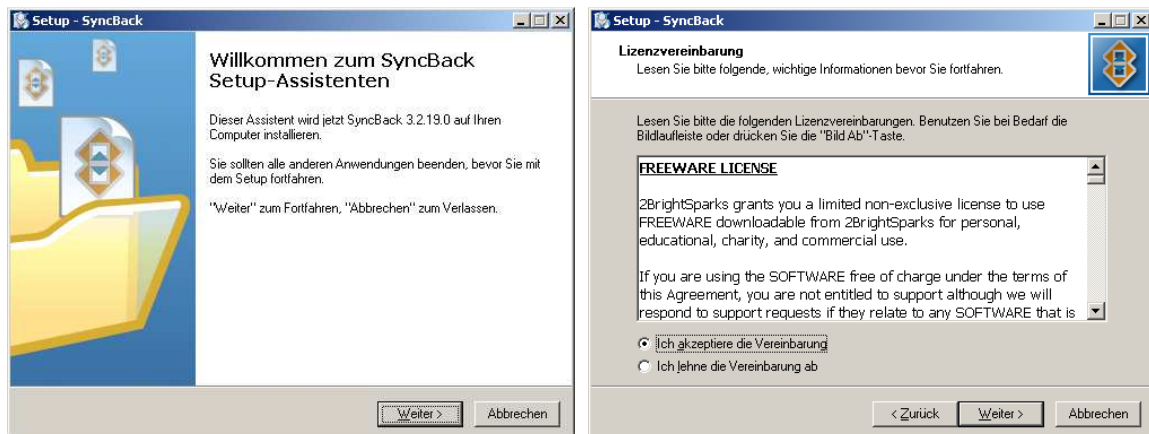 Setup - SyncBack
Willkommen zum SyncBack
Setup-Assistenten
Dieser Assistent wird jetzt SyncBack 3.2.19.0 auf Ihren
Computer installieren.
Sie sollten alle anderen Anwendungen beenden, bevor Sie mit
dem Setup fortfahren.
"Weiter" zum Fortfahren, "Abbrechen" zum Verlassen.
Weiter >
Abbrechen
Setup - SyncBack
Lizenzvereinbarung
Lesen Sie bitte folgende, wichtige Informationen bevor Sie fortfahren.
Lesen Sie bitte die folgenden Lizenzvereinbarungen. Benutzen Sie bei Bedarf die
Bildlaufleiste oder drücken Sie die "Bild Ab"-Taste.
FREEWARE LICENSE
2BrightSparks grants you a limited non-exclusive license to use
FREEWARE downloadable from 2BrightSparks for personal,
educational, charity, and commercial use.
If you are using the SOFTWARE free of charge under the terms of
this Agreement, you are not entitled to support although we will
respond to support requests if they relate to any SOFTWARE that is
Ich akzeptiere die Vereinbarung
Ich lehne die Vereinbarung ab
< Zurück
Weiter >
Abbrechen